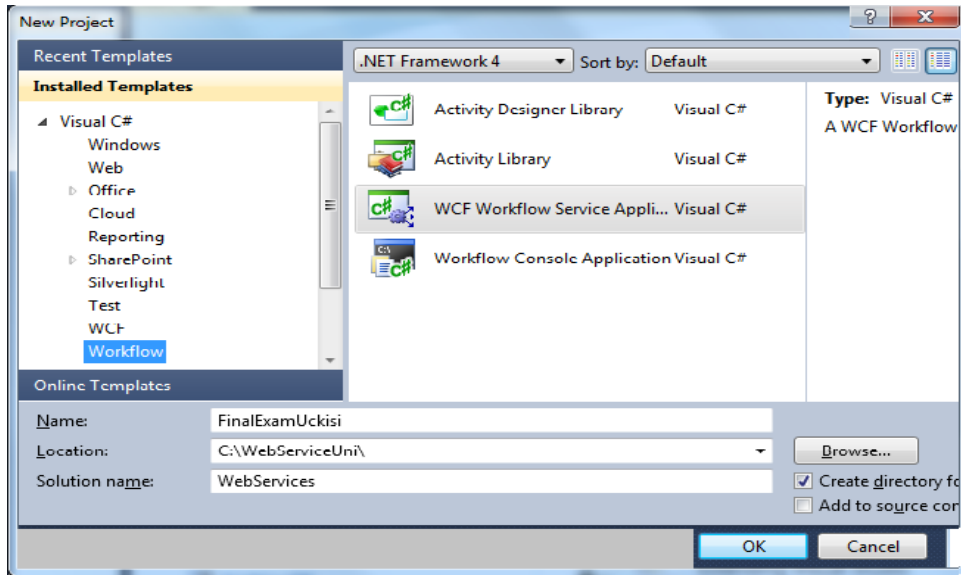 New Project
Recent Templates
Installed Templates
Visual C#
Windows
Web
Office
Cloud
Reporting
SharePoint
Silverlight
Test
WCF
Workflow
Online Templates
.NET Framework 4
Sort by: Default
Activity Designer Library Visual C#
Activity Library Visual C#
WCF Workflow Service Appli... Visual C#
Workflow Console Application Visual C#
Type: Visual C#
A WCF Workflow
Name: FinalExamUckisi
Location: C:\WebServiceUni\
Browse...
Solution name: WebServices
Create directory fo
Add to source cor
OK Cancel